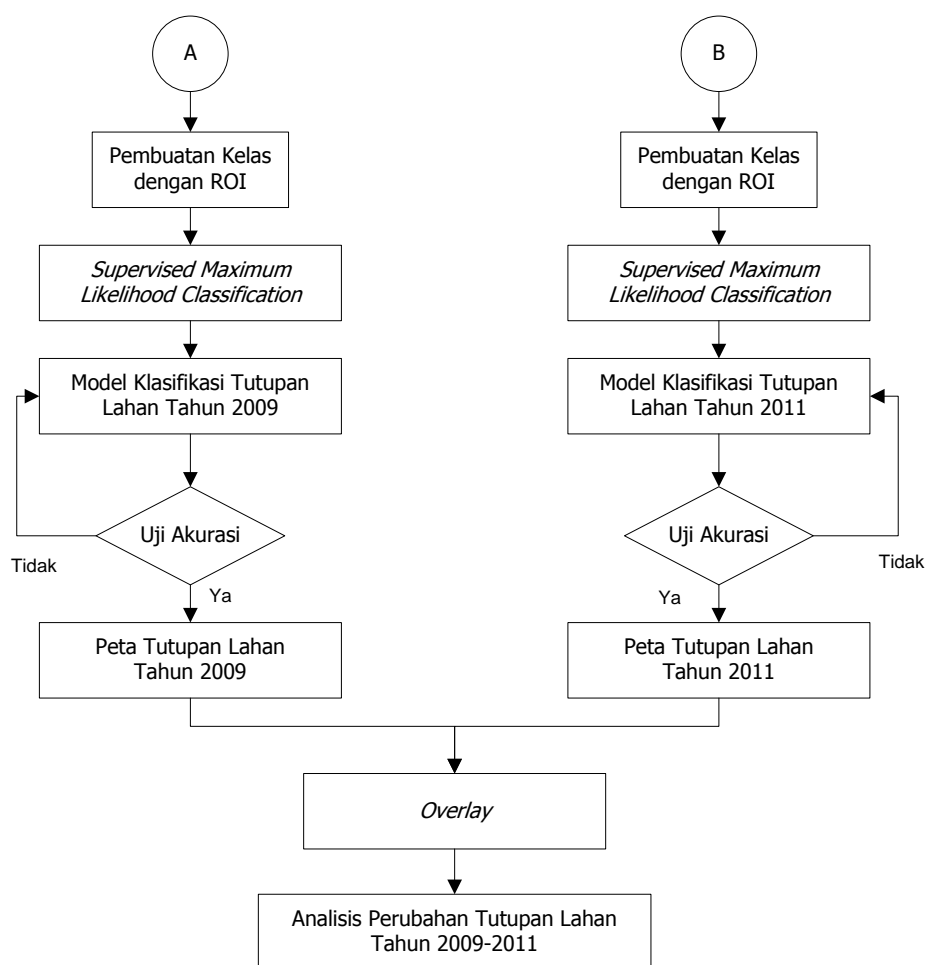 A
Pembuatan Kelas
dengan ROI
Supervised Maximum
Likelihood Classification
Model Klasifikasi Tutupan
Lahan Tahun 2009
Uji Akurasi
Tidak
Ya
Peta Tutupan Lahan
Tahun 2009
B
Pembuatan Kelas
dengan ROI
Supervised Maximum
Likelihood Classification
Model Klasifikasi Tutupan
Lahan Tahun 2011
Uji Akurasi
Tidak
Ya
Peta Tutupan Lahan
Tahun 2011
Overlay
Analisis Perubahan Tutupan Lahan
Tahun 2009-2011